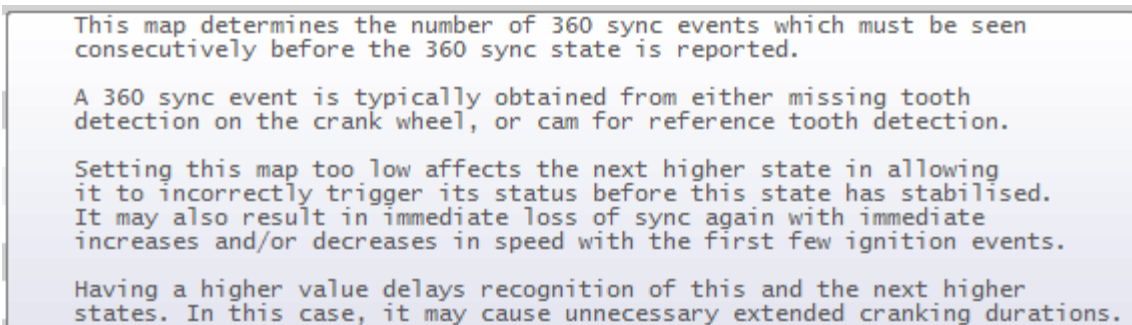 This map determines the number of 360 sync events which must be seen
consecutively before the 360 sync state is reported.
A 360 sync event is typically obtained from either missing tooth
detection on the crank wheel, or cam for reference tooth detection.
Setting this map too low affects the next higher state in allowing
it to incorrectly trigger its status before this state has stabilised.
It may also result in immediate loss of sync again with immediate
increases and/or decreases in speed with the first few ignition events.
Having a higher value delays recognition of this and the next higher
states. In this case, it may cause unnecessary extended cranking durations.